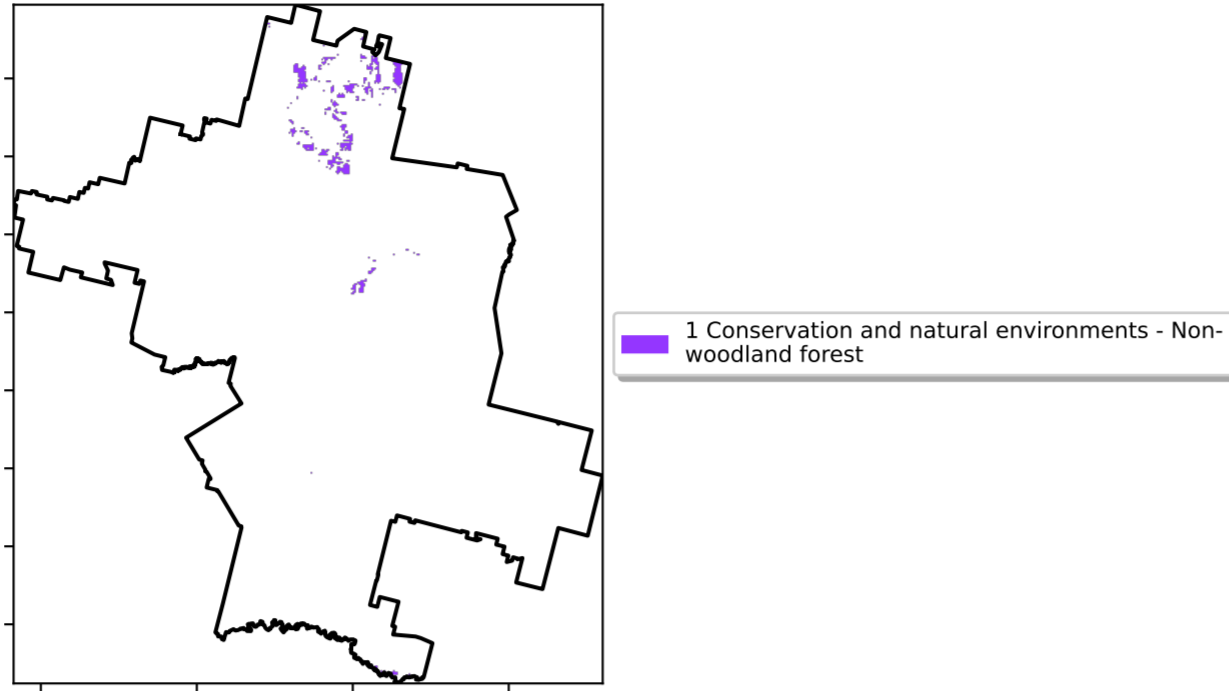 1 Conservation and natural environments - Non-
woodland forest